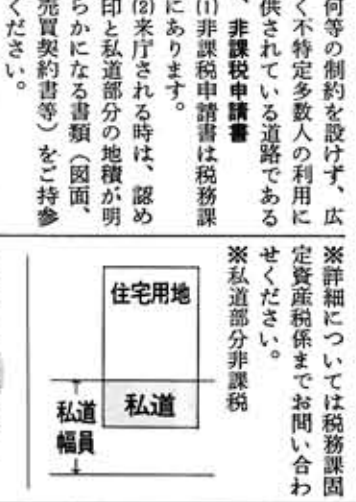 何等の制約を設けず、広
く不特定多数人の利用に
供されている道路である
、非課税申請書
(1)非課税申請書は税務課
にあります。
(2)来庁される時は、認め
印と私道部分の地積が明
らかになる書類（図面、
売買契約書等）をご持参
ください。
※詳細については税務課固
定資産税係までお問い合わ
せください。
※私道部分非課税
住宅用地
私道
私道
幅員